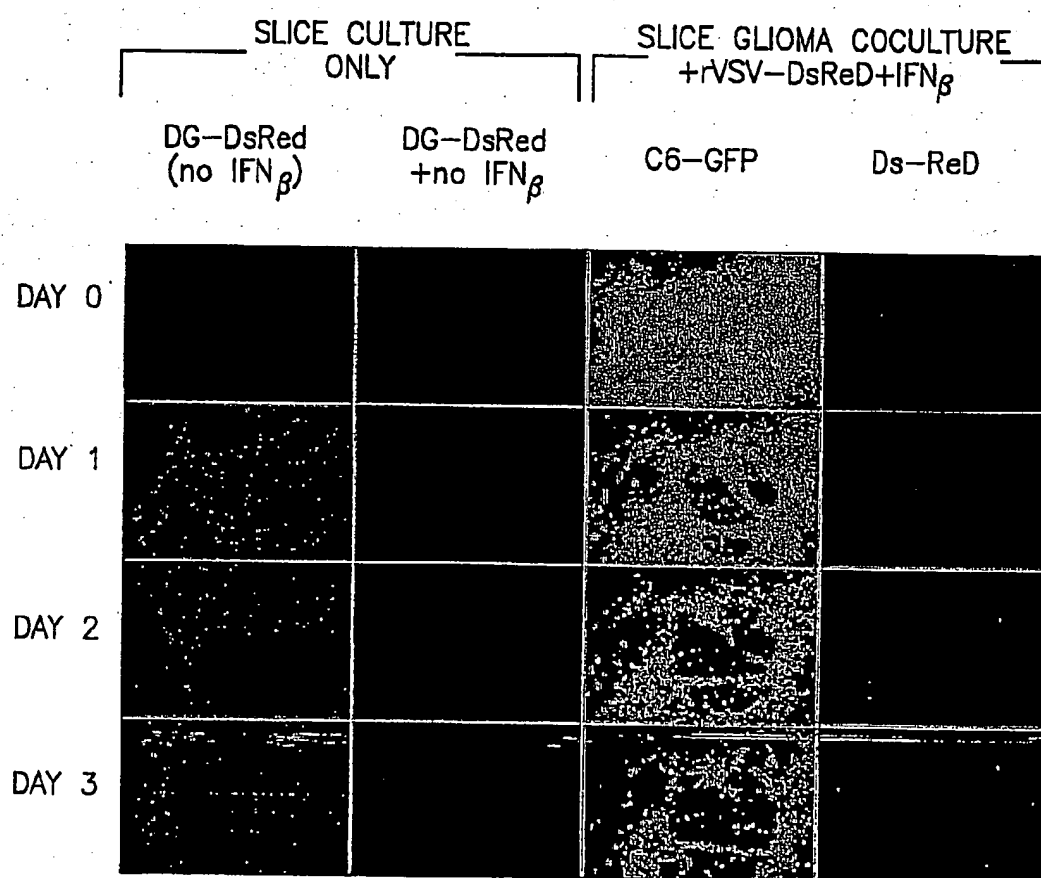 SLICE CULTURE
ONLY
SLICE GLIOMA COCULTURE
+rVSV-DsReD+IFNβ
DG-DsRed
(no IFNβ)
DG-DsRed
+no IFNβ
C6-GFP
Ds-ReD
DAY 0
DAY 1
DAY 2
DAY 3